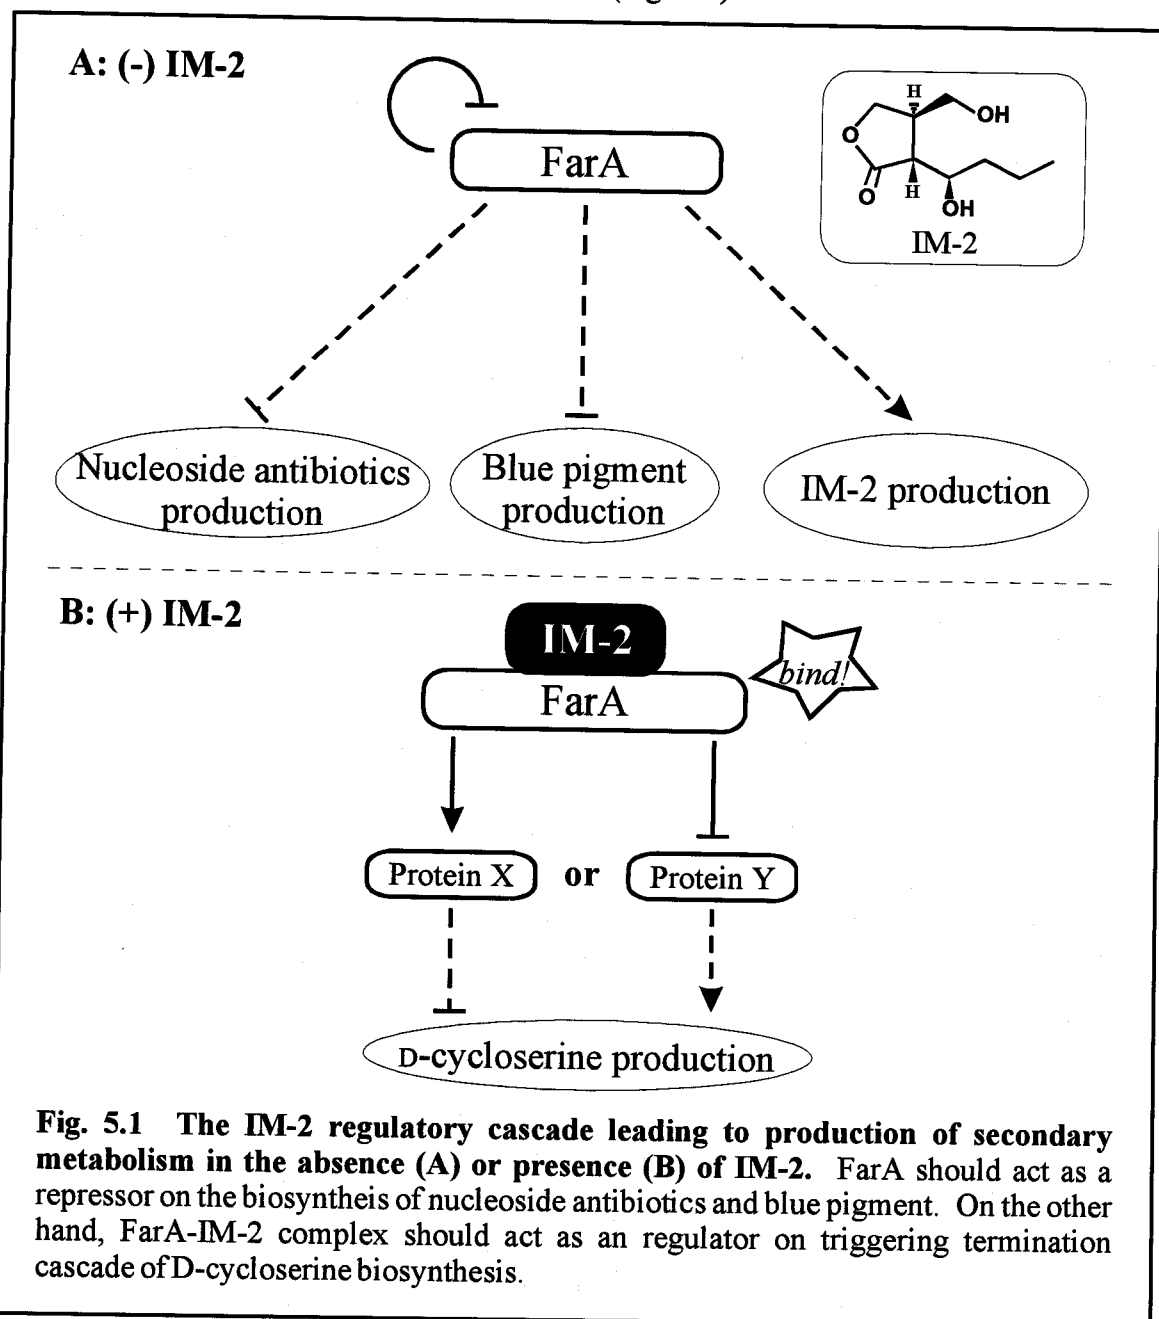 A: (-) IM-2
FarA
H
OH
O
O
H
OH
IM-2
Nucleoside antibiotics
production
Blue pigment
production
IM-2 production
B: (+) IM-2
IM-2
bind!
FarA
Protein X or Protein Y
D-cycloserine production
Fig. 5.1 The IM-2 regulatory cascade leading to production of secondary
metabolism in the absence (A) or presence (B) of IM-2. FarA should act as a
repressor on the biosyntheis of nucleoside antibiotics and blue pigment. On the other
hand, FarA-IM-2 complex should act as an regulator on triggering termination
cascade of D-cycloserine biosynthesis.